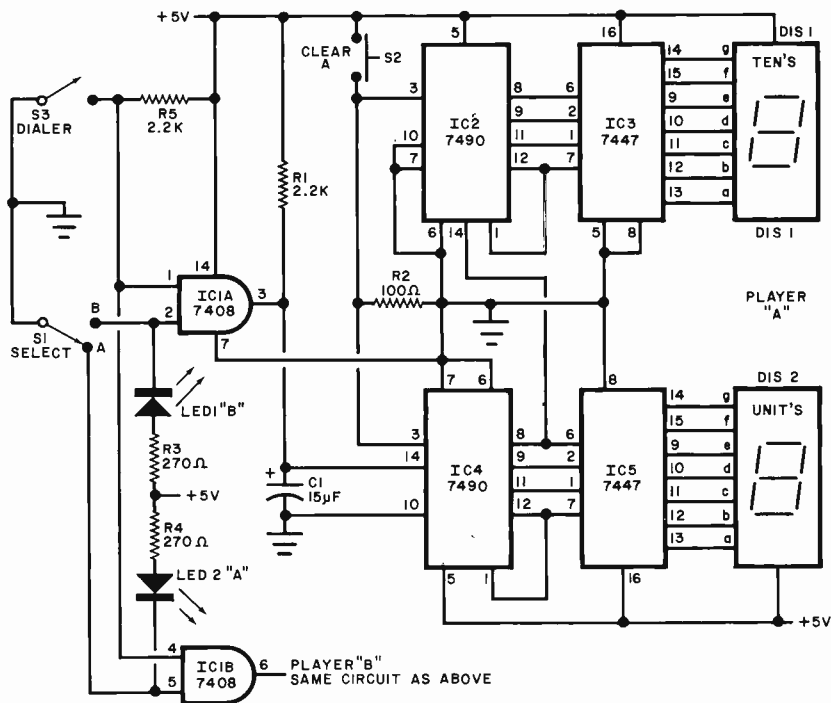 +5V
CLEAR
A
S2
S3
DIALER
R5
2.2K
R1
2.2K
5
3
10
7
IC2
7490
8
9
11
12
6
14
1
16
6
2
1
7
IC3
7447
14
15
9
10
11
12
13
5
8
g
f
e
d
c
b
a
DIS 1
TEN'S
DIS 1
R2
100Ω
PLAYER
"A"
1
14
IC1A
7408
3
2
7
B
S1
SELECT
A
LED1"B"
R3
270Ω
+5V
R4
270Ω
LED 2 "A"
+
C1
15µF
7
6
3
14
10
IC4
7490
8
9
11
12
5
1
8
6
2
1
7
IC5
7447
14
15
9
10
11
12
13
16
g
f
e
d
c
b
a
DIS 2
UNIT'S
+5V
4
5
IC1B
7408
6
PLAYER"B"
SAME CIRCUIT AS ABOVE